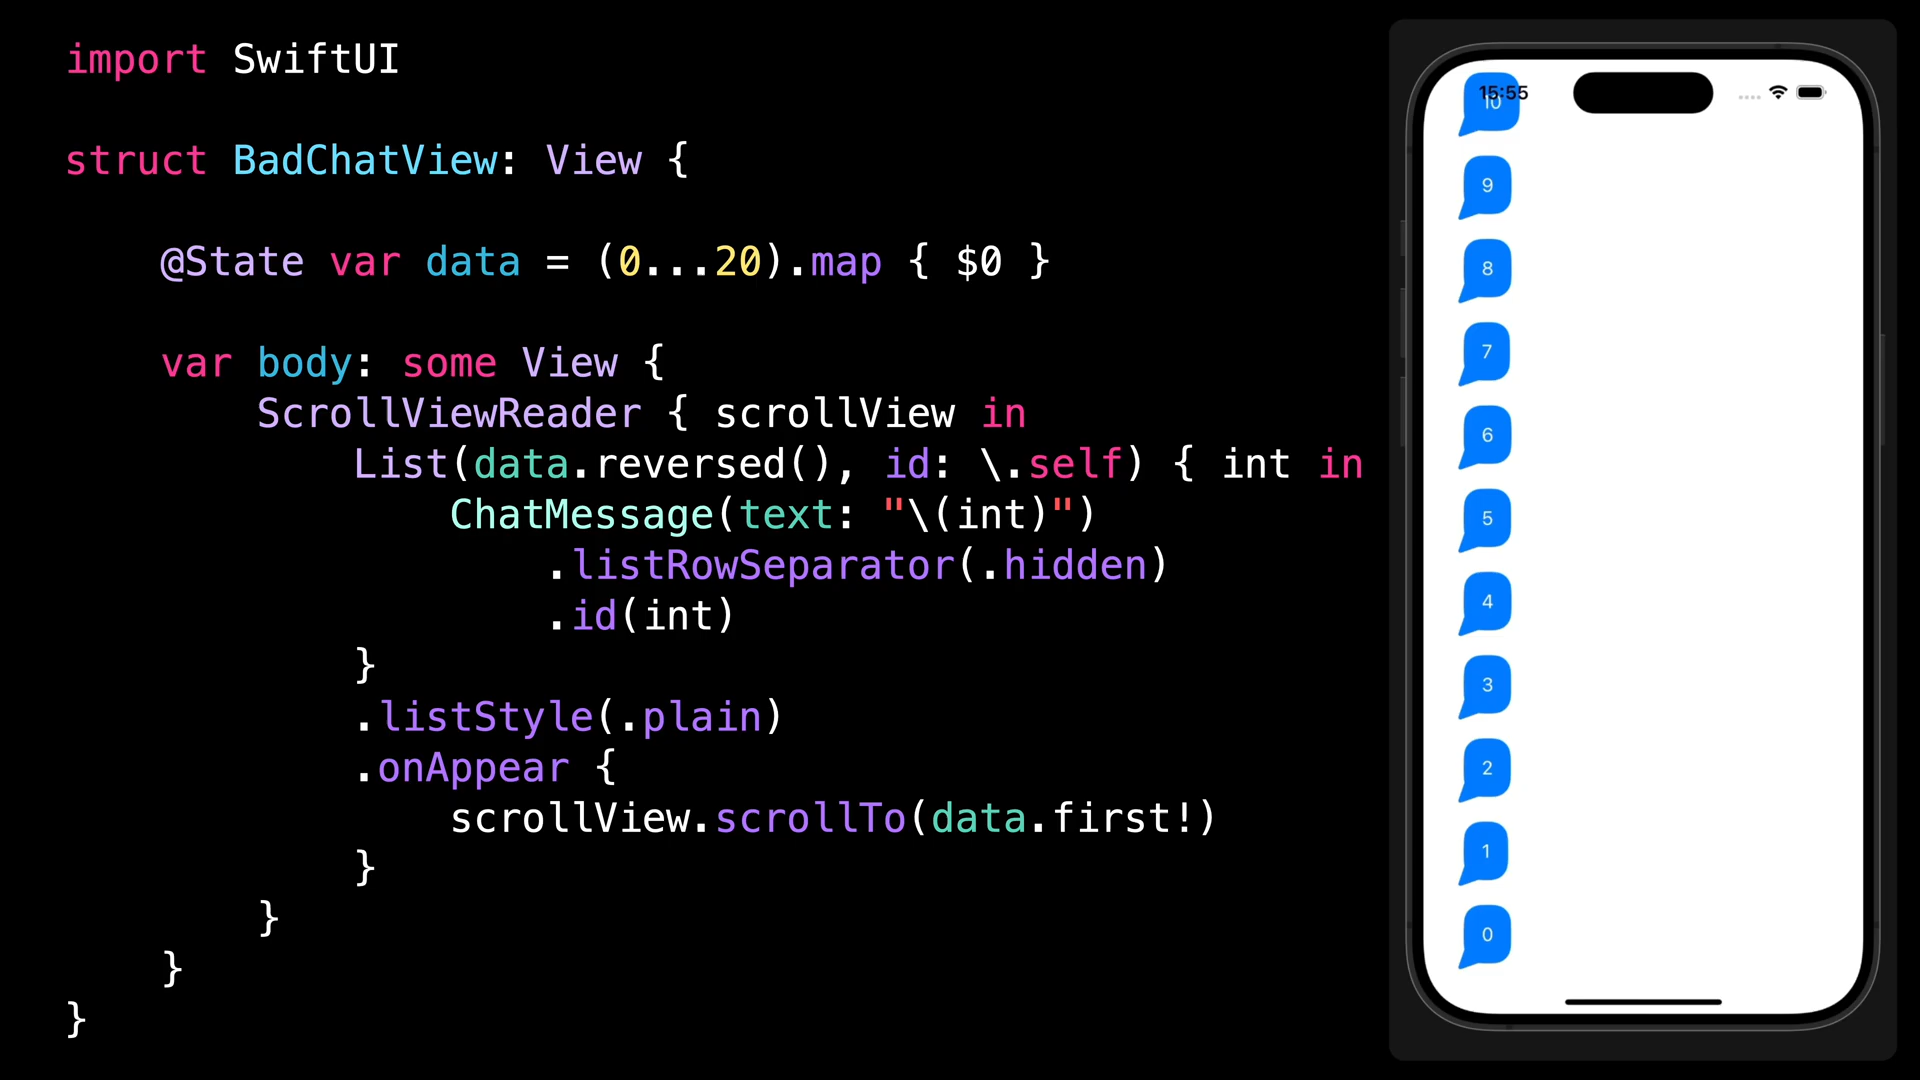 import SwiftUI
struct BadChatView: View {
@State var data = (0...20).map { $0 }
var body: some View {
ScrollViewReader { scrollView in
List(data.reversed(), id: \.self) { int in
ChatMessage(text: "\(int)")
.listRowSeparator(.hidden)
.id(int)
}
.listStyle(.plain)
.onAppear {
scrollView.scrollTo(data.first!)
}
}
}
}
15:55
10
9
8
7
6
5
4
3
2
1
0